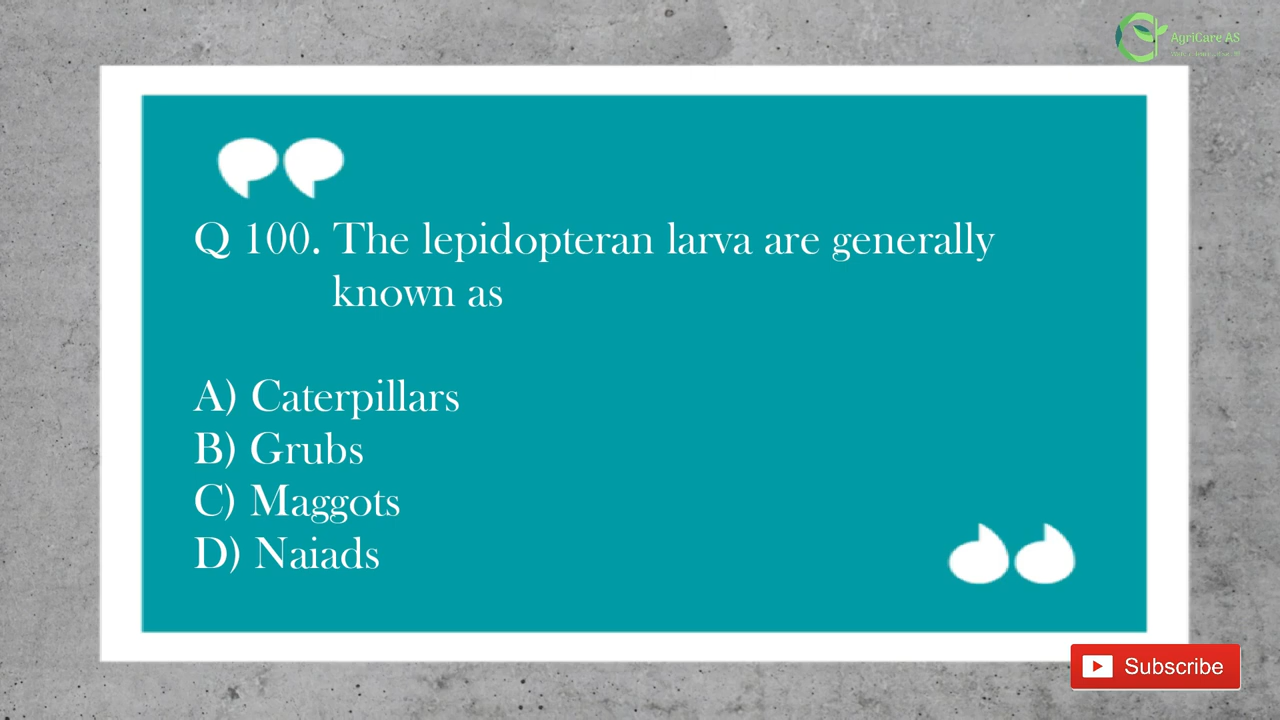 AgriCare AS
Q 100. The lepidopteran larva are generally
known as
A) Caterpillars
B) Grubs
C) Maggots
D) Naiads
Subscribe